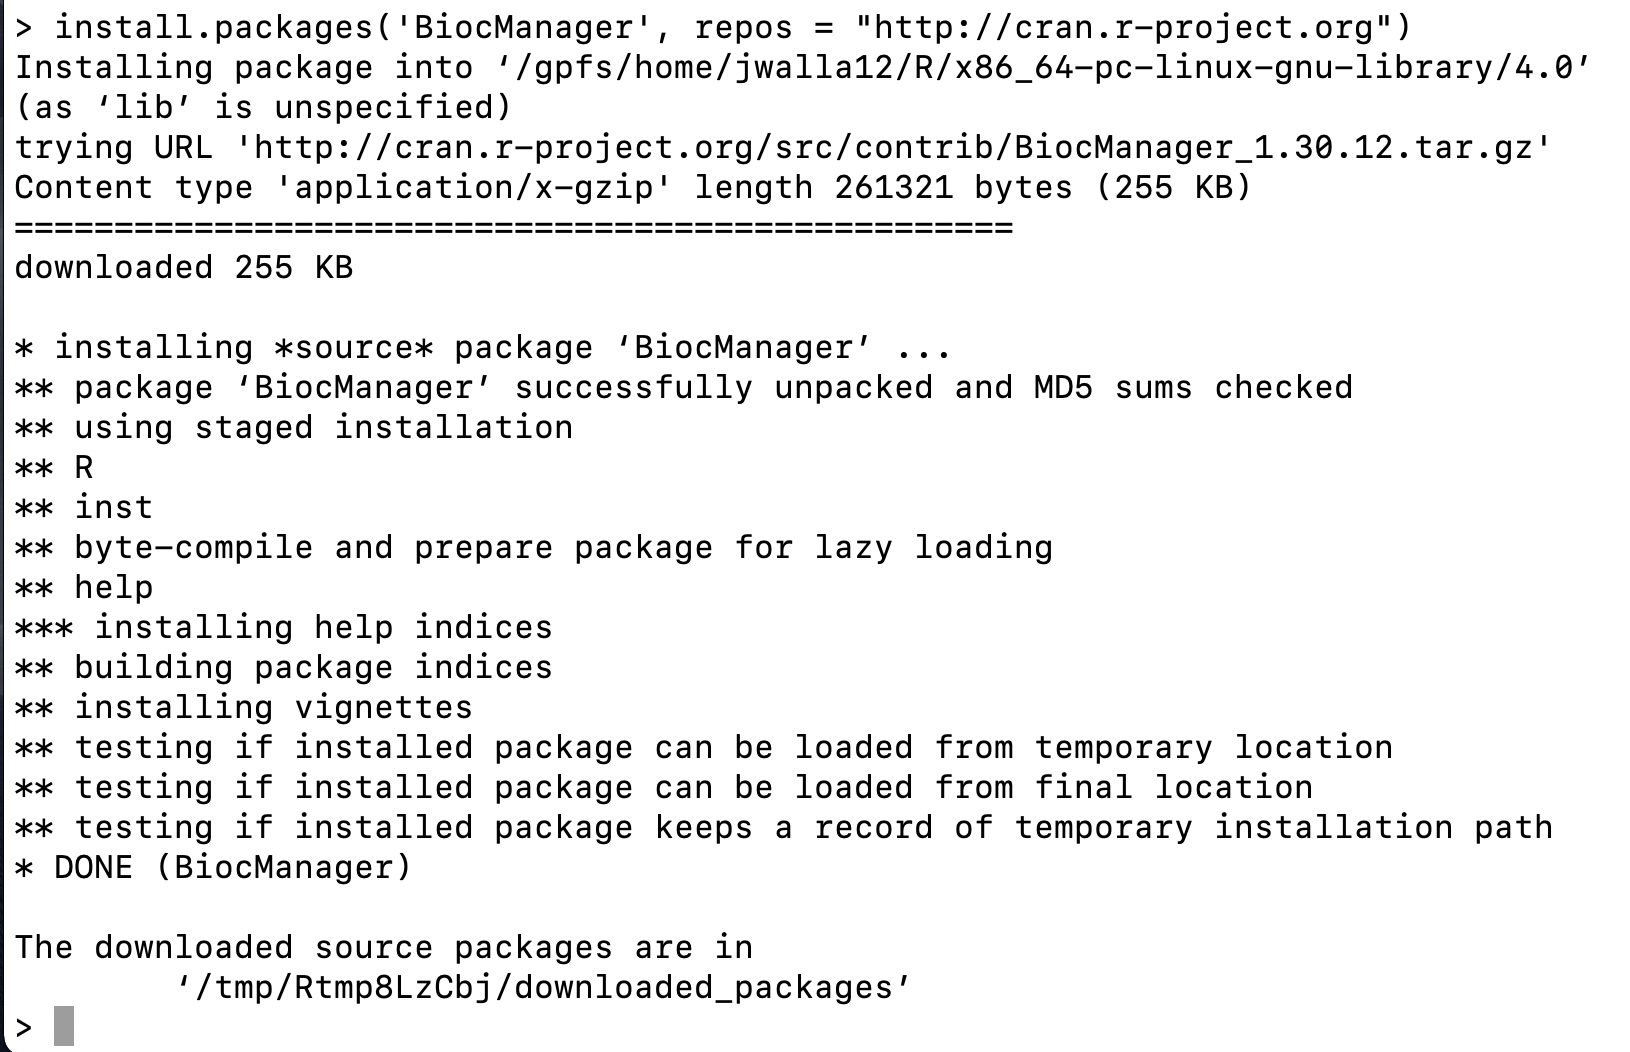 > install.packages('BiocManager', repos = "http://cran.r-project.org")
Installing package into ‘/gpfs/home/jwalla12/R/x86_64-pc-linux-gnu-library/4.0’
(as ‘lib’ is unspecified)
trying URL 'http://cran.r-project.org/src/contrib/BiocManager_1.30.12.tar.gz'
Content type 'application/x-gzip' length 261321 bytes (255 KB)
==================================================
downloaded 255 KB

* installing *source* package ‘BiocManager’ ...
** package ‘BiocManager’ successfully unpacked and MD5 sums checked
** using staged installation
** R
** inst
** byte-compile and prepare package for lazy loading
** help
*** installing help indices
** building package indices
** installing vignettes
** testing if installed package can be loaded from temporary location
** testing if installed package can be loaded from final location
** testing if installed package keeps a record of temporary installation path
* DONE (BiocManager)

The downloaded source packages are in
        ‘/tmp/Rtmp8LzCbj/downloaded_packages’
>